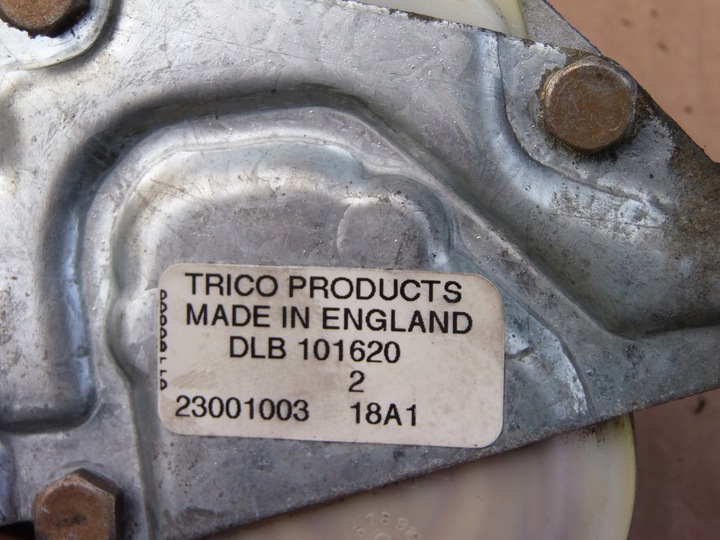 TRICO PRODUCTS
MADE IN ENGLAND
DLB 101620
2
23001003 18A1